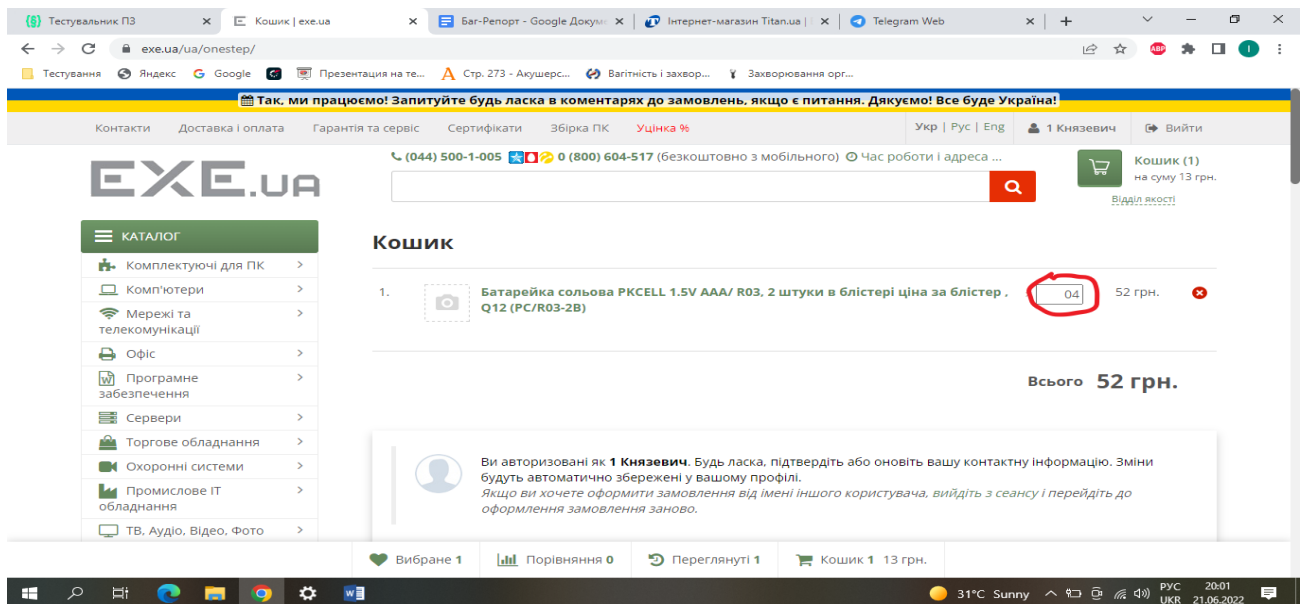 Тестувальник ПЗ
Кошик | exe.ua
Баг-Репорт - Google Докум
Інтернет-магазин Titan.ua |
Telegram Web
exe.ua/ua/onestep/
ABP
І
Тестування
Яндекс
Google
Презентация на те...
Стр. 273 - Акушерс...
Вагітність і захвор...
Захворювання орг...
Так, ми працюємо! Запитуйте будь ласка в коментарях до замовлень, якщо є питання. Дякуємо! Все буде Україна!
Контакти
Доставка і оплата
Гарантія та сервіс
Сертифікати
Збірка ПК
Уцінка %
Укр | Рус | Eng
1 Князевич
Вийти
EXE.UA
(044) 500-1-005 0 (800) 604-517 (безкоштовно з мобільного) Час роботи і адреса ...
Кошик (1)
на суму 13 грн.
Відділ якості
КАТАЛОГ
Комплектуючі для ПК
Комп'ютери
Мережі та
телекомунікації
Офіс
Програмне
забезпечення
Сервери
Торгове обладнання
Охоронні системи
Промислове ІТ
обладнання
ТВ, Аудіо, Відео, Фото
Кошик
1.
Батарейка сольова PKCELL 1.5V AAA/ R03, 2 штуки в блістері ціна за блістер ,
Q12 (PC/R03-2B)
04
52 грн.
Всього 52 грн.
Ви авторизовані як 1 Князевич. Будь ласка, підтвердіть або оновіть вашу контактну інформацію. Зміни
будуть автоматично збережені у вашому профілі.
Якщо ви хочете оформити замовлення від імені іншого користувача, вийдіть з сеансу і перейдіть до
оформлення замовлення заново.
Вибране 1
Порівняння 0
Переглянуті 1
Кошик 1 13 грн.
31°C Sunny
РУС
UKR
20:01
21.06.2022